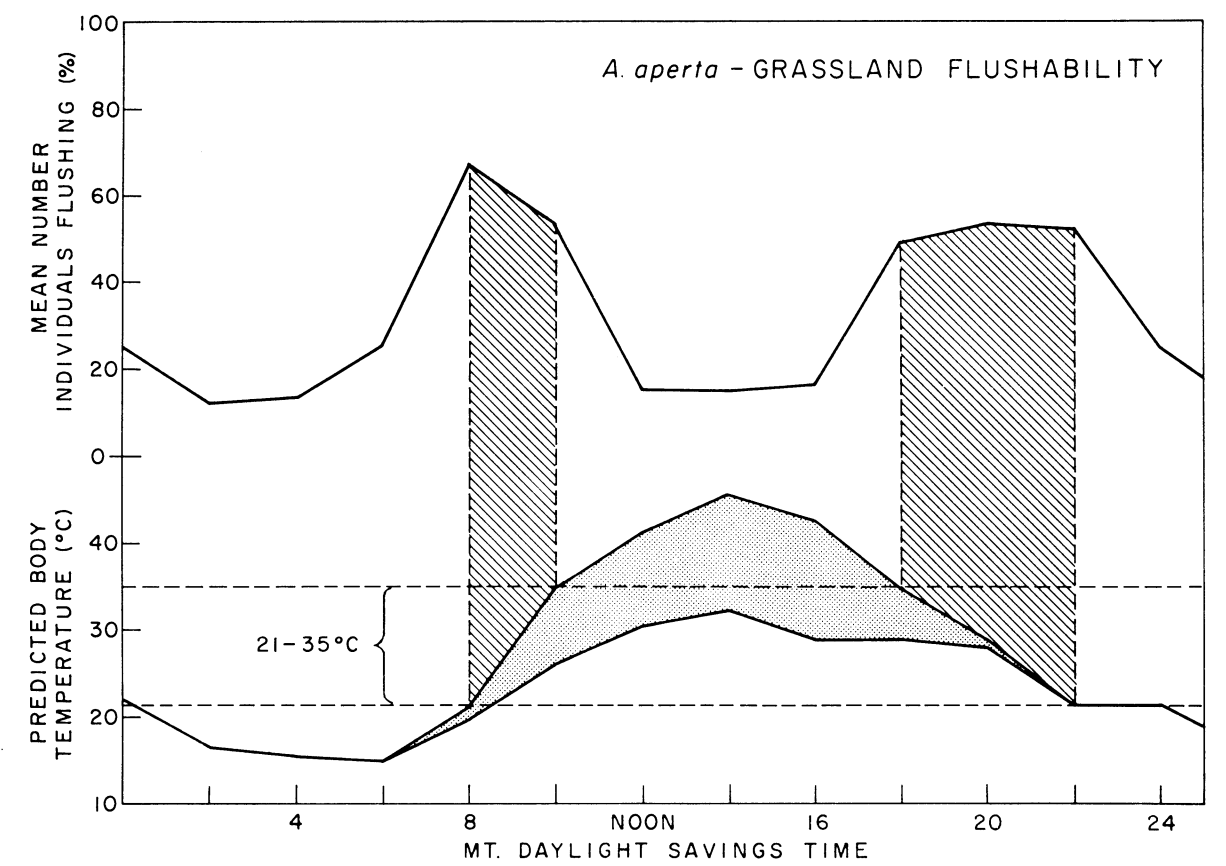 A. aperta – GRASSLAND FLUSHABILITY
MEAN NUMBER
INDIVIDUALS FLUSHING (%)
100
80
60
40
20
0
PREDICTED BODY
TEMPERATURE (°C)
40
30
20
10
21–35°C
4 8 NOON 16 20 24
MT. DAYLIGHT SAVINGS TIME